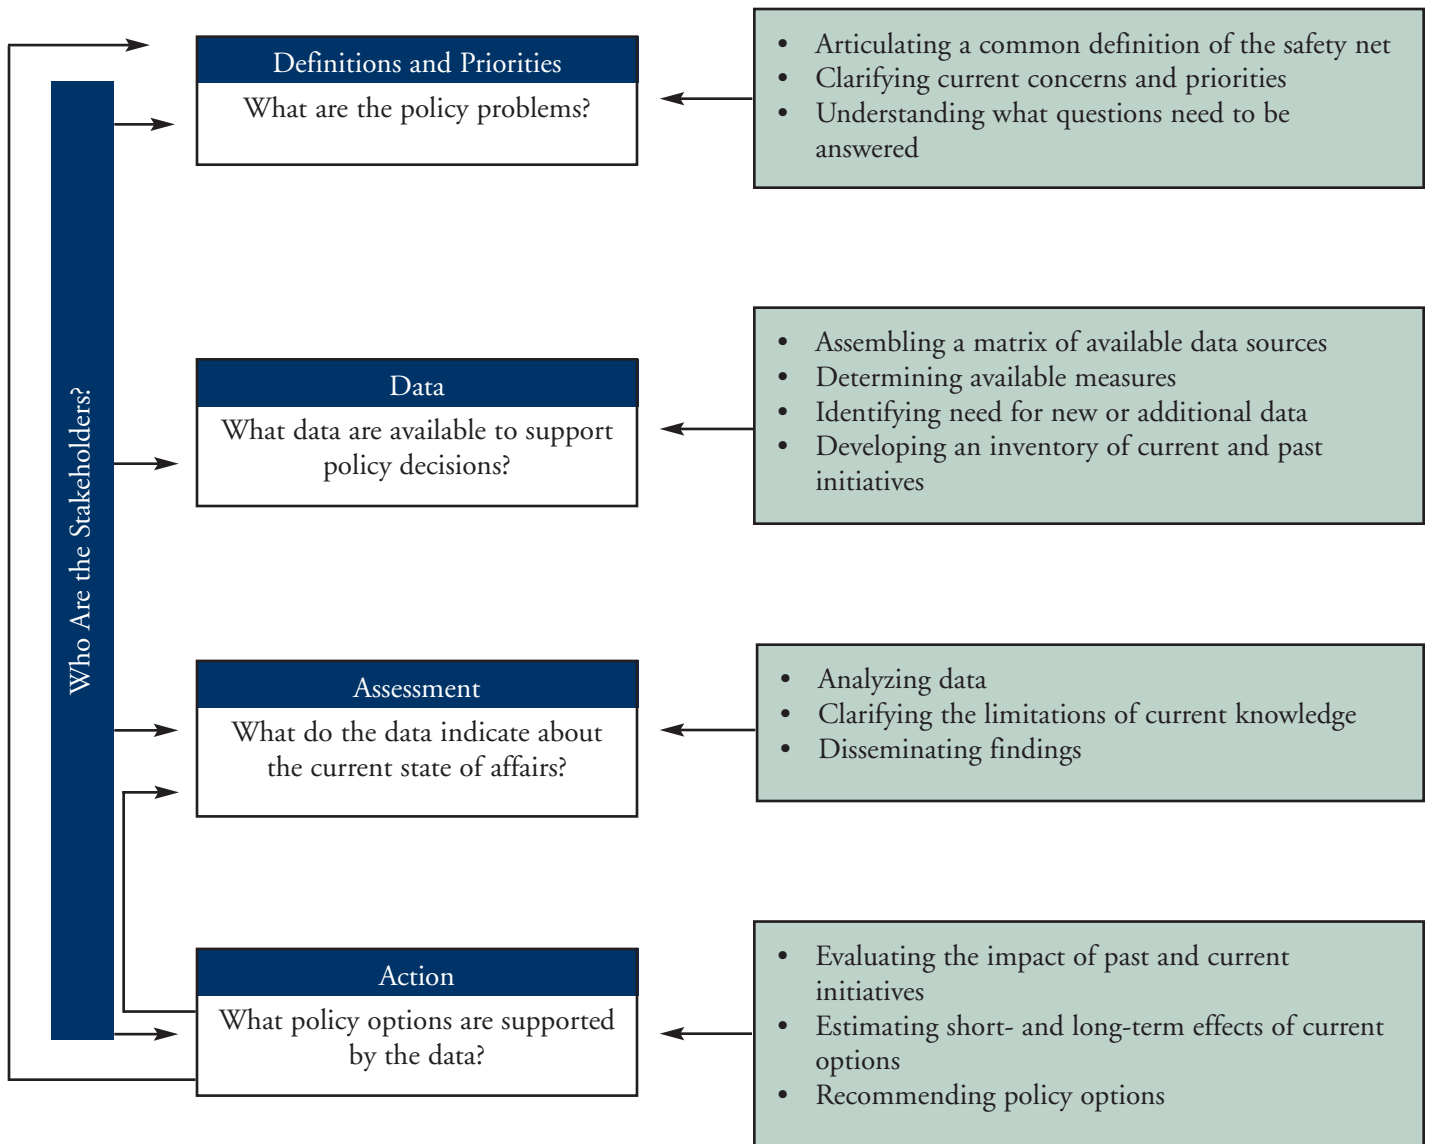 Who Are the Stakeholders?
Definitions and Priorities
What are the policy problems?
• Articulating a common definition of the safety net
• Clarifying current concerns and priorities
• Understanding what questions need to be
answered
Data
What data are available to support
policy decisions?
• Assembling a matrix of available data sources
• Determining available measures
• Identifying need for new or additional data
• Developing an inventory of current and past
initiatives
Assessment
What do the data indicate about
the current state of affairs?
• Analyzing data
• Clarifying the limitations of current knowledge
• Disseminating findings
Action
What policy options are supported
by the data?
• Evaluating the impact of past and current
initiatives
• Estimating short- and long-term effects of current
options
• Recommending policy options